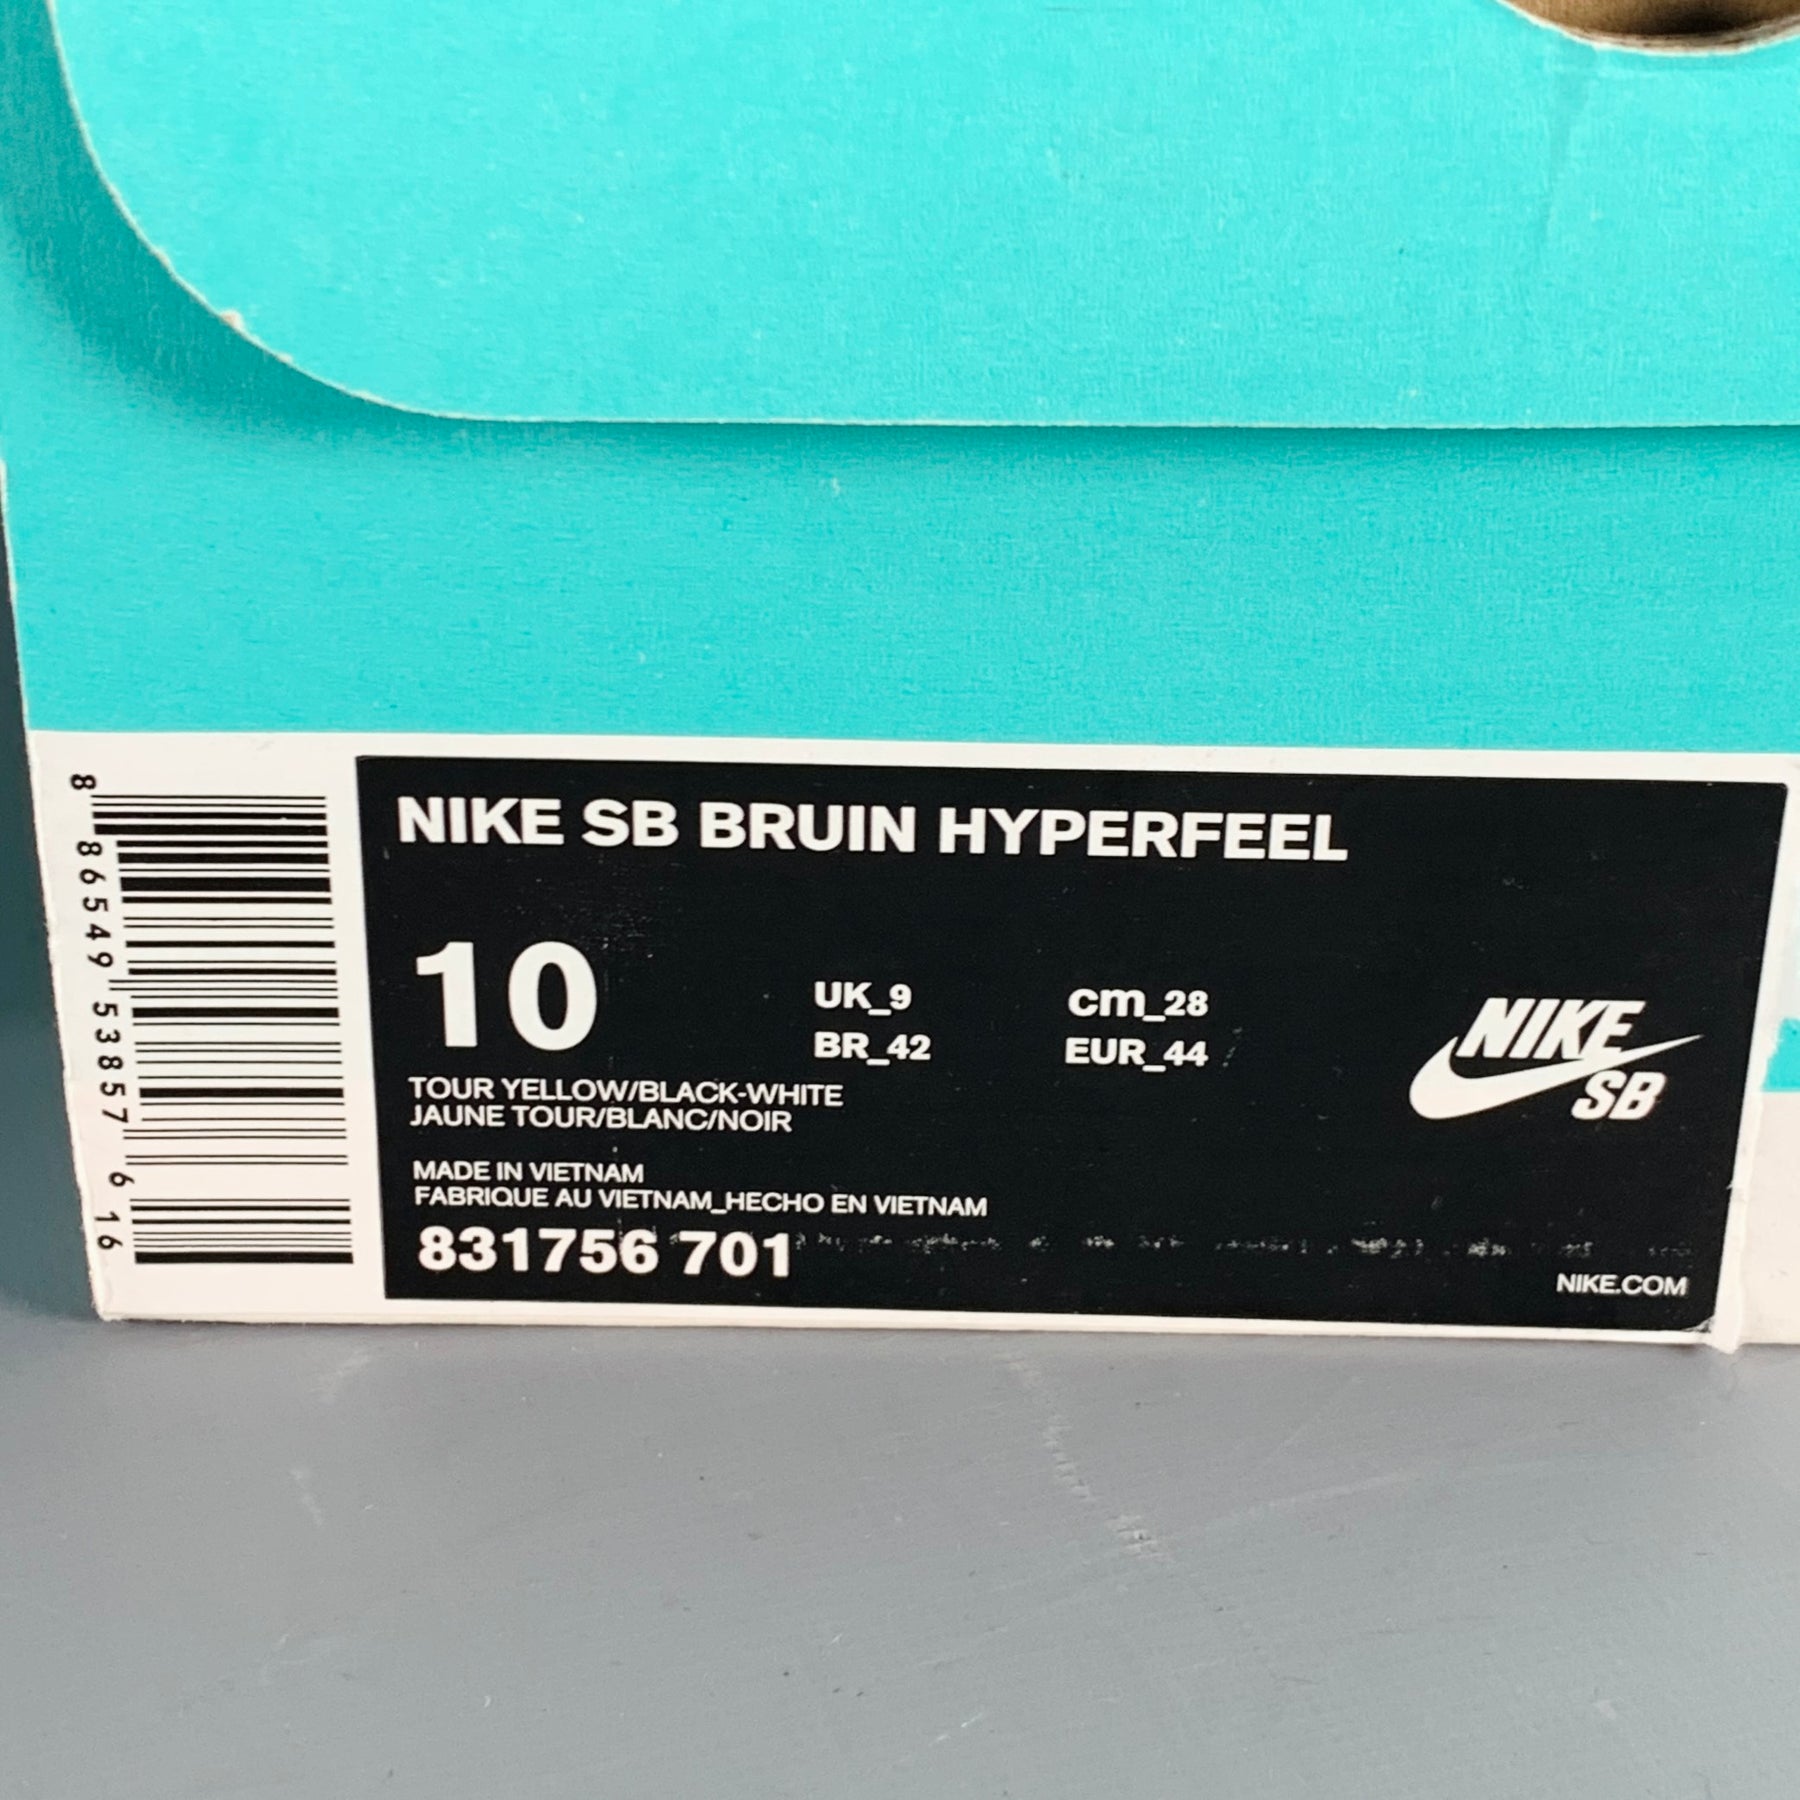 NIKE SB BRUIN HYPERFEEL
10
UK_9
cm_28
BR_42
EUR_44
TOUR YELLOW/BLACK-WHITE
JAUNE TOUR/BLANC/NOIR
MADE IN VIETNAM
FABRIQUE AU VIETNAM_HECHO EN VIETNAM
831756 701
NIKE
SB
NIKE.COM
8 86549 53857 6 16